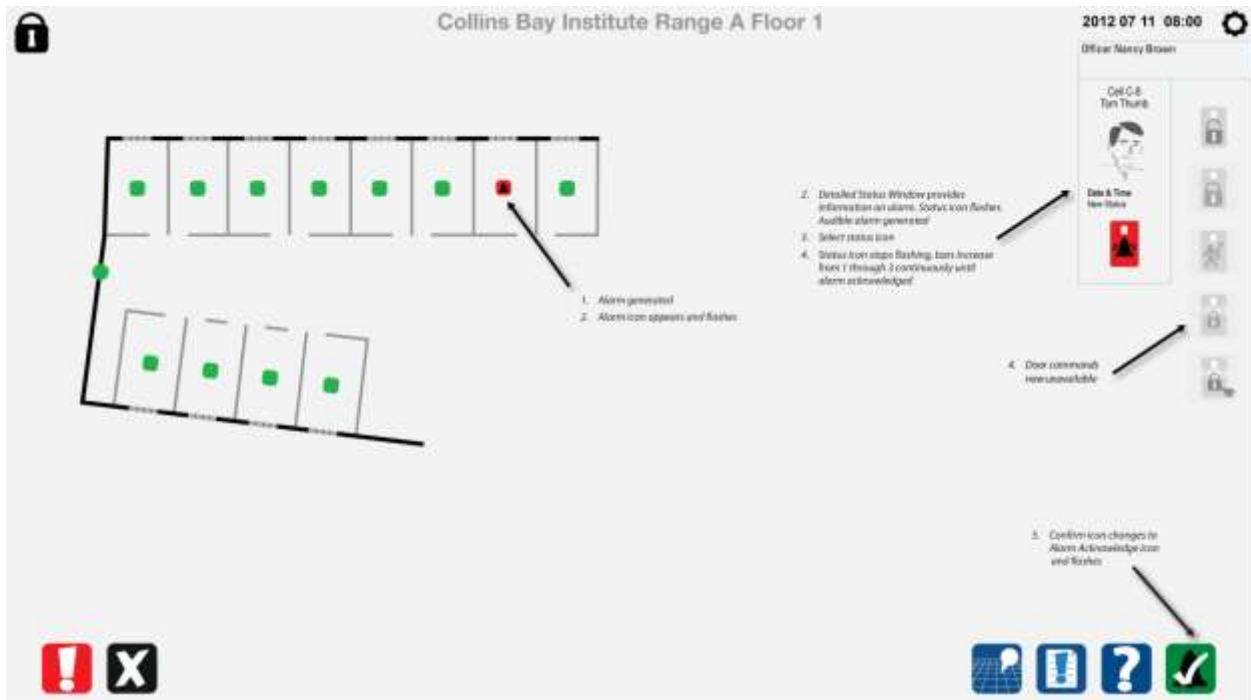 Collins Bay Institute Range A Floor 1
2012 07 11 08:00
Officer Nancy Brown
Cell C-8
Tom Thumb
Date & Time
New Status
2. Detailed Status Window provides
information on alarm. Status icon flashes.
Audible alarm generated
3. Select status icon
4. Status icon stops flashing, bars increase
from 1 through 3 continuously until
alarm acknowledged
1. Alarm generated
2. Alarm icon appears and flashes
4. Door commands
now unavailable
5. Confirm icon changes to
Alarm Acknowledge icon
and flashes